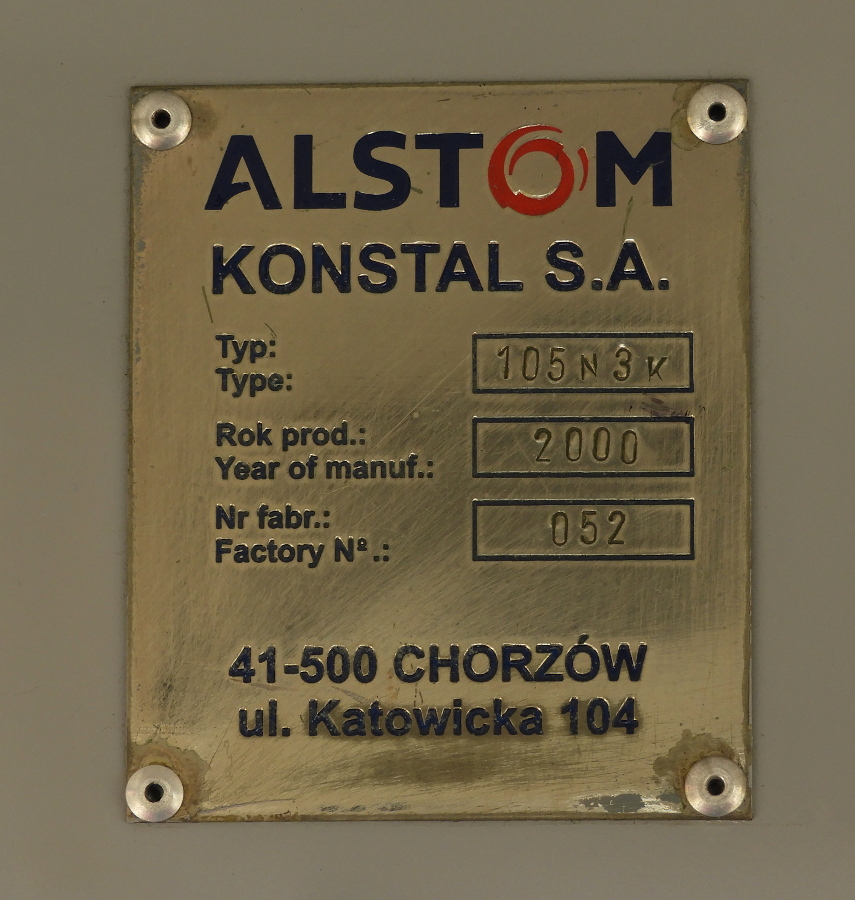 ALSTOM
KONSTAL S.A.
Typ:
Type: 105N3K
Rok prod.:
Year of manuf.: 2000
Nr fabr.:
Factory Nº.: 052
41-500 CHORZÓW
ul. Katowicka 104